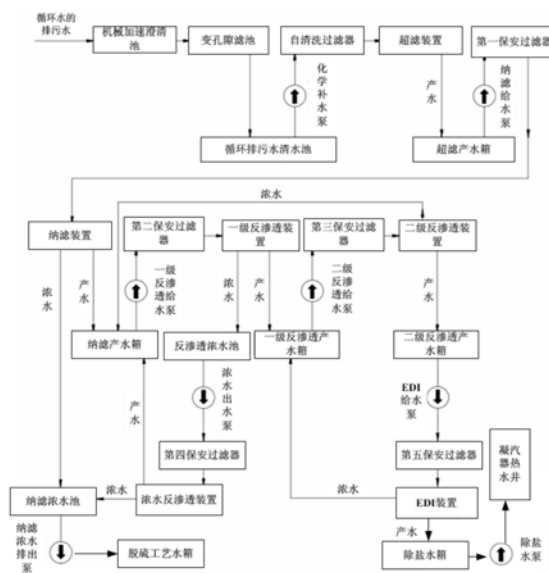 循环水的
排污水
机械加速澄清
池
变孔隙滤池
自清洗过滤器
超滤装置
第一保安过滤器
化
学
补
水
泵
产
水
纳
滤
给
水
泵
循环排污水清水池
超滤产水箱
浓水
纳滤装置
第二保安过滤
器
一级反渗透装
置
第三保安过滤
器
二级反渗透装
置
浓
水
产
水
一级
反渗
透给
水泵
浓
水
产
水
二级
反渗
透给
水泵
产
水
纳滤产水箱
反渗透浓水池
一级反渗透产
水箱
二级反渗透产
水箱
产
水
浓
水
出
水
泵
EDI
给水
泵
第四保安过滤器
第五保安过滤器
凝汽
器热
水井
浓水
浓水
纳滤浓水池
浓水反渗透装置
EDI装置
纳滤
浓水
排出
泵
产水
脱硫工艺水箱
除盐水箱
除盐
水泵